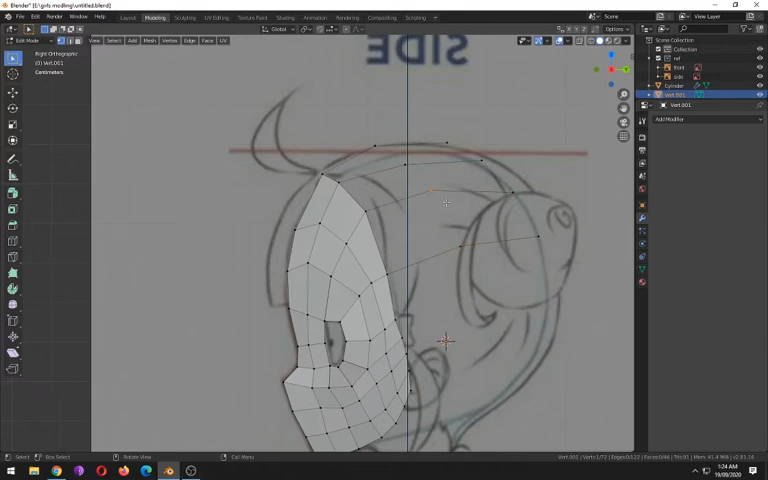 Blender* [E:\girls modling\untitled.blend]
File Edit Render Window Help Layout Modeling Sculpting UV Editing Texture Paint Shading Animation Rendering Compositing Scripting + Scene View Layer
Global Options
Edit Mode View Select Add Mesh Vertex Edge Face UV
Scene Collection
Collection
ref
front
side
Cylinder
Vert.001
Right Orthographic
(0) Vert.001
Centimeters
SIDE
Vert.001
Add Modifier
Select Box Select Rotate View Call Menu
1:24 AM
19/09/2020